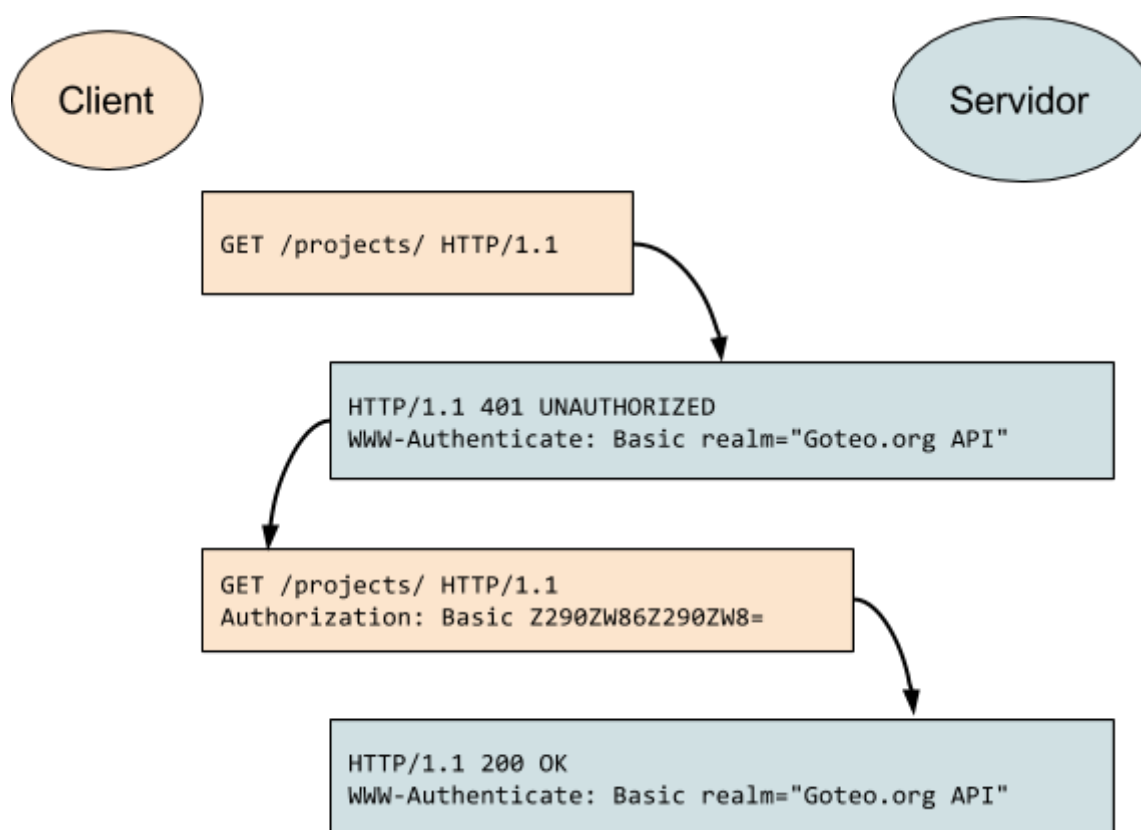 Client
Servidor
GET /projects/ HTTP/1.1
HTTP/1.1 401 UNAUTHORIZED
WWW-Authenticate: Basic realm="Goteo.org API"
GET /projects/ HTTP/1.1
Authorization: Basic Z290ZW86Z290ZW8=
HTTP/1.1 200 OK
WWW-Authenticate: Basic realm="Goteo.org API"